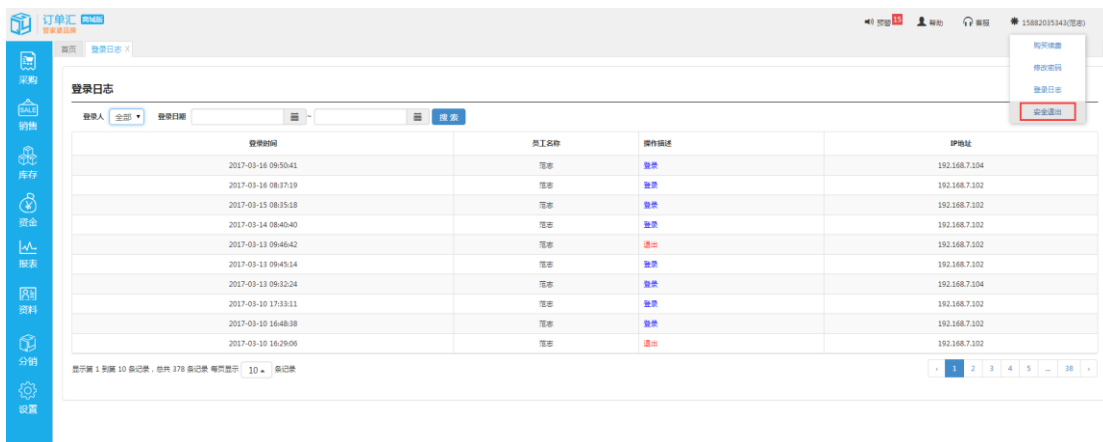 订单汇 商城版
管家婆品牌
预警 15 帮助 客服 15882035343(范志)
首页 登录日志 X
购买续费
修改密码
登录日志
安全退出
采购
SALE
销售
库存
资金
报表
资料
分销
设置
登录日志
登录人 全部 登录日期 - 搜 索
登录时间 员工名称 操作描述 IP地址
2017-03-16 09:50:41 范志 登录 192.168.7.104
2017-03-16 08:37:19 范志 登录 192.168.7.102
2017-03-15 08:35:18 范志 登录 192.168.7.102
2017-03-14 08:40:40 范志 登录 192.168.7.102
2017-03-13 09:46:42 范志 退出 192.168.7.102
2017-03-13 09:45:14 范志 登录 192.168.7.102
2017-03-13 09:32:24 范志 登录 192.168.7.104
2017-03-10 17:33:11 范志 登录 192.168.7.102
2017-03-10 16:48:38 范志 登录 192.168.7.102
2017-03-10 16:29:06 范志 退出 192.168.7.102
显示第 1 到第 10 条记录，总共 378 条记录 每页显示 10 条记录
‹ 1 2 3 4 5 ... 38 ›